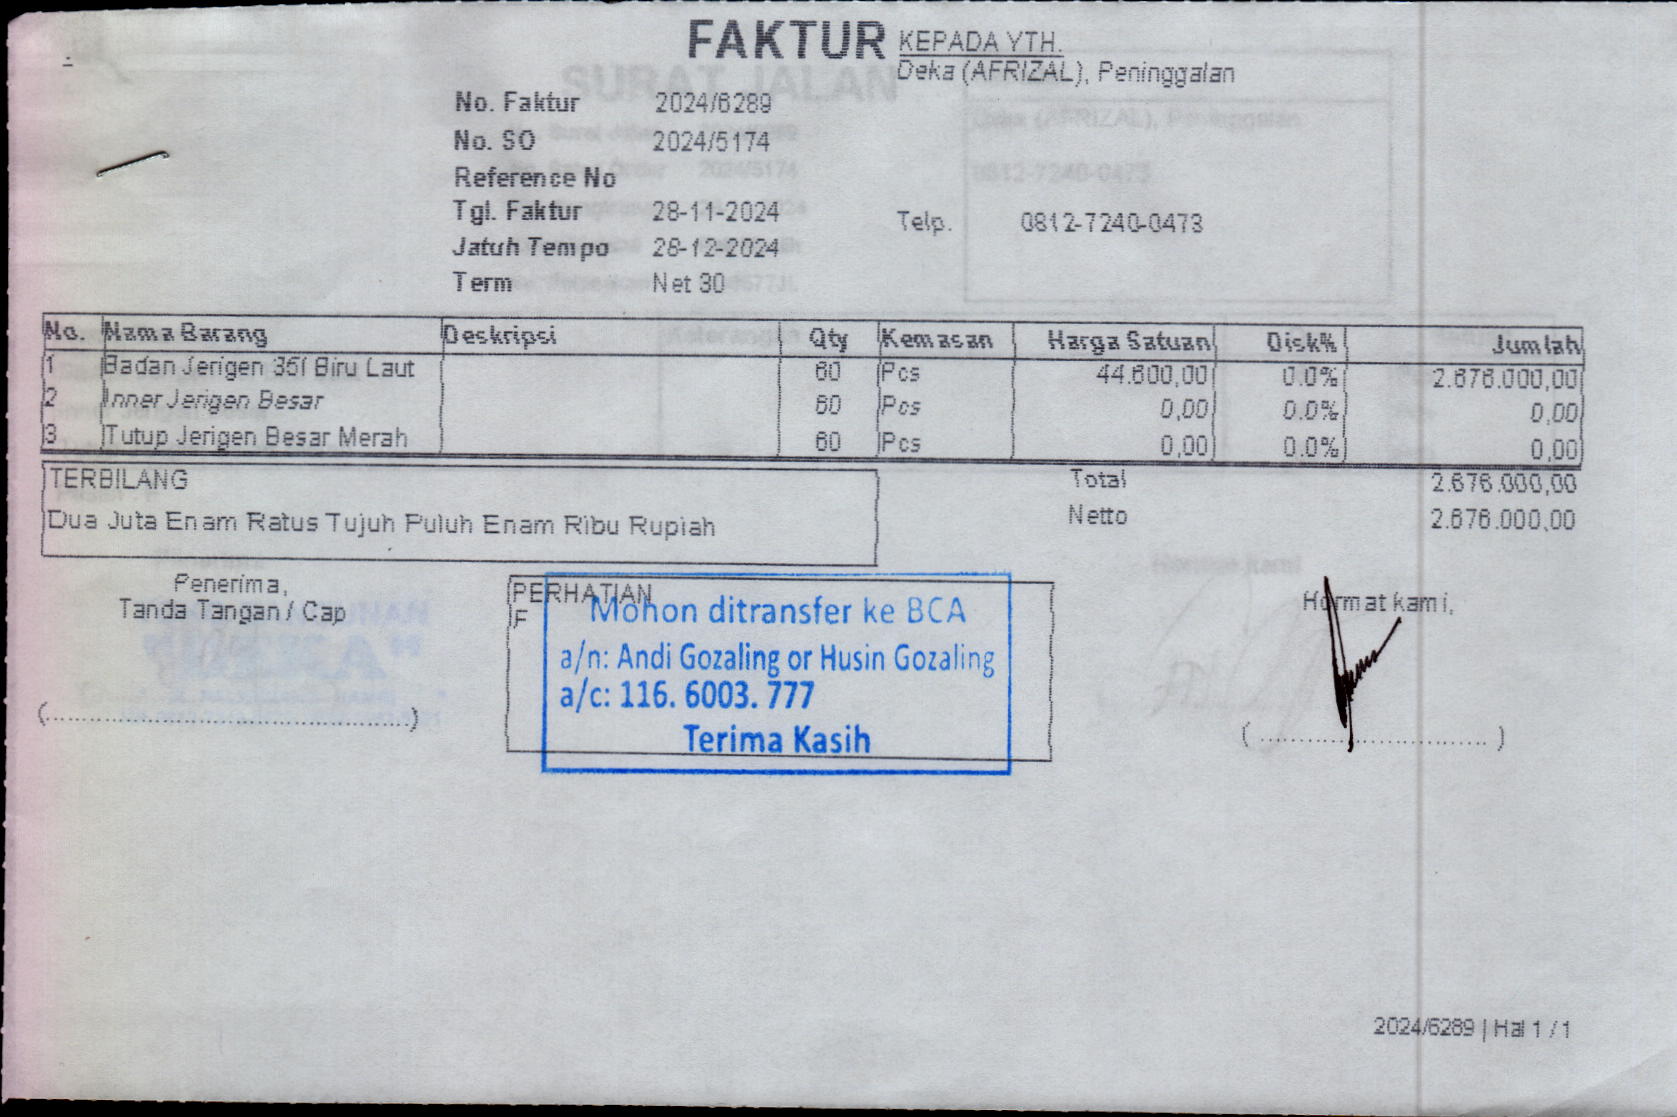 FAKTUR
KEPADA YTH.
Deka (AFRIZAL), Peninggalan
No. Faktur 2024/6289
No. SO 2024/5174
Reference No
Tgl. Faktur 28-11-2024
Telp. 0812-7240-0473
Jatuh Tempo 28-12-2024
Term Net 30
No. Nama Barang Deskripsi Qty Kemasan Harga Satuan Disk% Jumlah
1 Badan Jerigen 35l Biru Laut 60 Pcs 44.600,00 0.0% 2.676.000,00
2 Inner Jerigen Besar 60 Pcs 0,00 0.0% 0,00
3 Tutup Jerigen Besar Merah 60 Pcs 0,00 0.0% 0,00
TERBILANG
Dua Juta Enam Ratus Tujuh Puluh Enam Ribu Rupiah
Total 2.676.000,00
Netto 2.676.000,00
Penerima,
Tanda Tangan / Cap
(........................................)
PERHATIAN
F
Mohon ditransfer ke BCA
a/n: Andi Gozaling or Husin Gozaling
a/c: 116. 6003. 777
Terima Kasih
Hormat kami,
(..............................)
2024/6289 | Hal 1 / 1